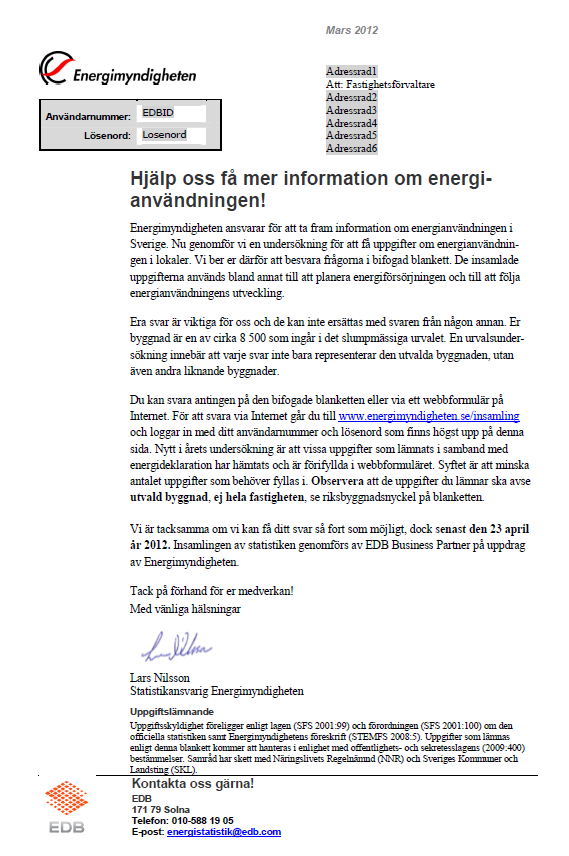 Mars 2012
Energimyndigheten
Användarnummer: EDBID
Lösenord: Losenord
Adressrad1
Att: Fastighetsförvaltare
Adressrad2
Adressrad3
Adressrad4
Adressrad5
Adressrad6
Hjälp oss få mer information om energi-
användningen!
Energimyndigheten ansvarar för att ta fram information om energianvändningen i
Sverige. Nu genomför vi en undersökning för att få uppgifter om energianvändnin-
gen i lokaler. Vi ber er därför att besvara frågorna i bifogad blankett. De insamlade
uppgifterna används bland annat till att planera energiförsörjningen och till att följa
energianvändningens utveckling.
Era svar är viktiga för oss och de kan inte ersättas med svaren från någon annan. Er
byggnad är en av cirka 8 500 som ingår i det slumpmässiga urvalet. En urvalsunder-
sökning innebär att varje svar inte bara representerar den utvalda byggnaden, utan
även andra liknande byggnader.
Du kan svara antingen på den bifogade blanketten eller via ett webbformulär på
Internet. För att svara via Internet går du till www.energimyndigheten.se/insamling
och loggar in med ditt användarnummer och lösenord som finns högst upp på denna
sida. Nytt i årets undersökning är att vissa uppgifter som lämnats i samband med
energideklaration har hämtats och är förifyllda i webbformuläret. Syftet är att minska
antalet uppgifter som behöver fyllas i. Observera att de uppgifter du lämnar ska avse
utvald byggnad, ej hela fastigheten, se riksbyggnadsnyckel på blanketten.
Vi är tacksamma om vi kan få ditt svar så fort som möjligt, dock senast den 23 april
år 2012. Insamlingen av statistiken genomförs av EDB Business Partner på uppdrag
av Energimyndigheten.
Tack på förhand för er medverkan!
Med vänliga hälsningar
Lars Nilsson
Statistikansvarig Energimyndigheten
Uppgiftslämnande
Uppgiftsskyldighet föreligger enligt lagen (SFS 2001:99) och förordningen (SFS 2001:100) om den
officiella statistiken samt Energimyndighetens föreskrift (STEMFS 2008:5). Uppgifter som lämnas
enligt denna blankett kommer att hanteras i enlighet med offentlighets- och sekretesslagens (2009:400)
bestämmelser. Samråd har skett med Näringslivets Regelnämnd (NNR) och Sveriges Kommuner och
Landsting (SKL).
Kontakta oss gärna!
EDB
171 79 Solna
Telefon: 010-588 19 05
E-post: energistatistik@edb.com
EDB